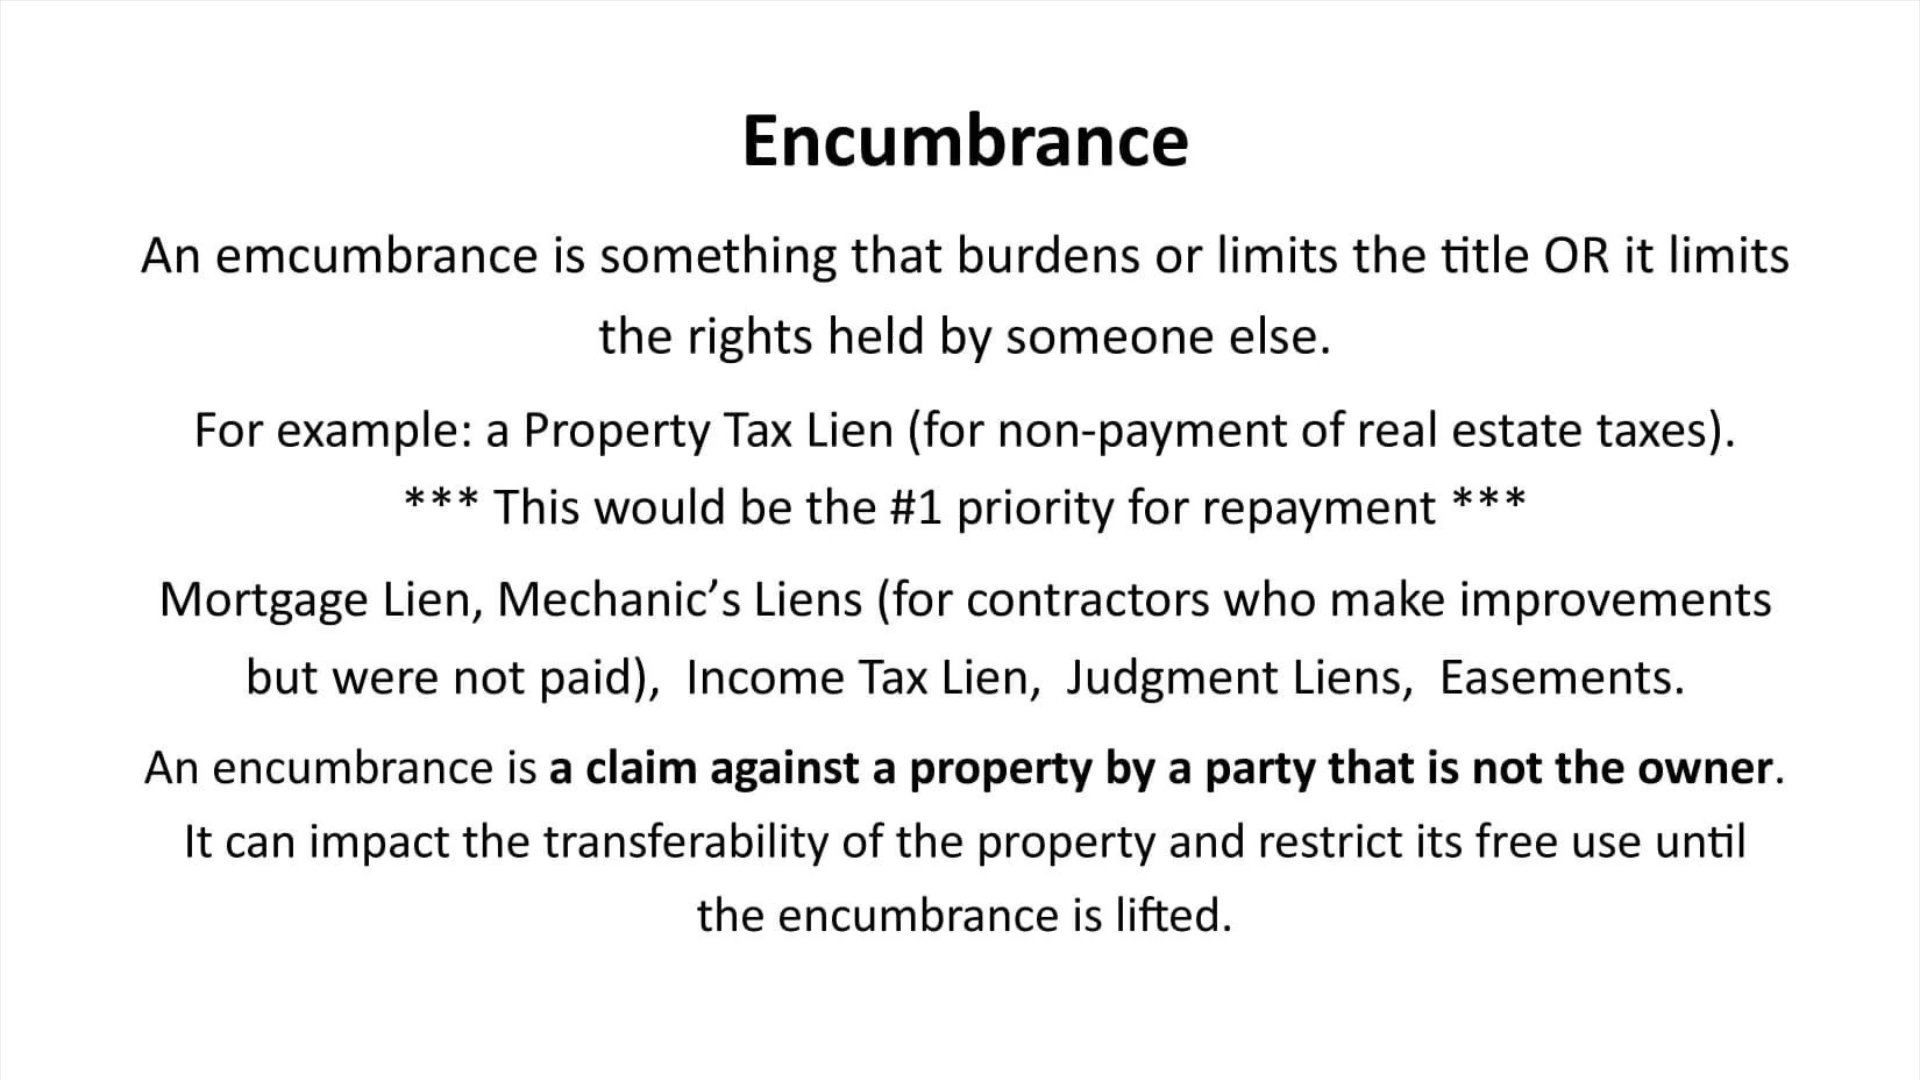 Encumbrance
An emcumbrance is something that burdens or limits the title OR it limits
the rights held by someone else.
For example: a Property Tax Lien (for non-payment of real estate taxes).
*** This would be the #1 priority for repayment ***
Mortgage Lien, Mechanic’s Liens (for contractors who make improvements
but were not paid),  Income Tax Lien,  Judgment Liens,  Easements.
An encumbrance is a claim against a property by a party that is not the owner.
It can impact the transferability of the property and restrict its free use until
the encumbrance is lifted.